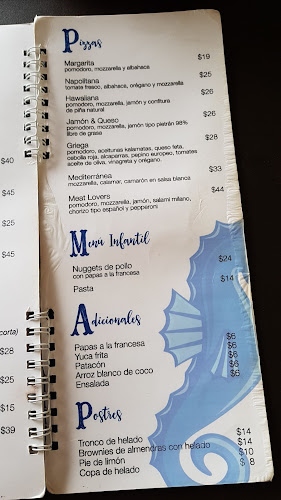 Pizzas
Margarita $19
pomodoro, mozzarella y albahaca
Napolitana $25
tomate fresco, albahaca, orégano y mozzarella
Hawaiiana $26
pomodoro, mozzarella, jamón y confitura
de piña natural
Jamón & Queso $26
pomodoro, mozzarella, jamón tipo pietrán 98%
libre de grasa
Griega $28
pomodoro, aceitunas kalamatas, queso feta,
cebolla roja, alcaparras, pepino europeo, tomates
aceite de oliva, vinagreta y orégano
Mediterránea $33
mozzarella, calamar, camarón en salsa blanca
Meat Lovers $44
pomodoro, mozzarella, jamón, salami milano,
chorizo tipo español y pepperoni
Menú Infantil
Nuggets de pollo $24
con papas a la francesa
Pasta $14
Adicionales
Papas a la francesa $6
Yuca frita $6
Patacón $6
Arroz blanco de coco $6
Ensalada $6
Postres
Tronco de helado $14
Brownies de almendras con helado $14
Pie de limón $10
Copa de helado $8
$40
$45
$45
corta)
$28
$25
$15
$39